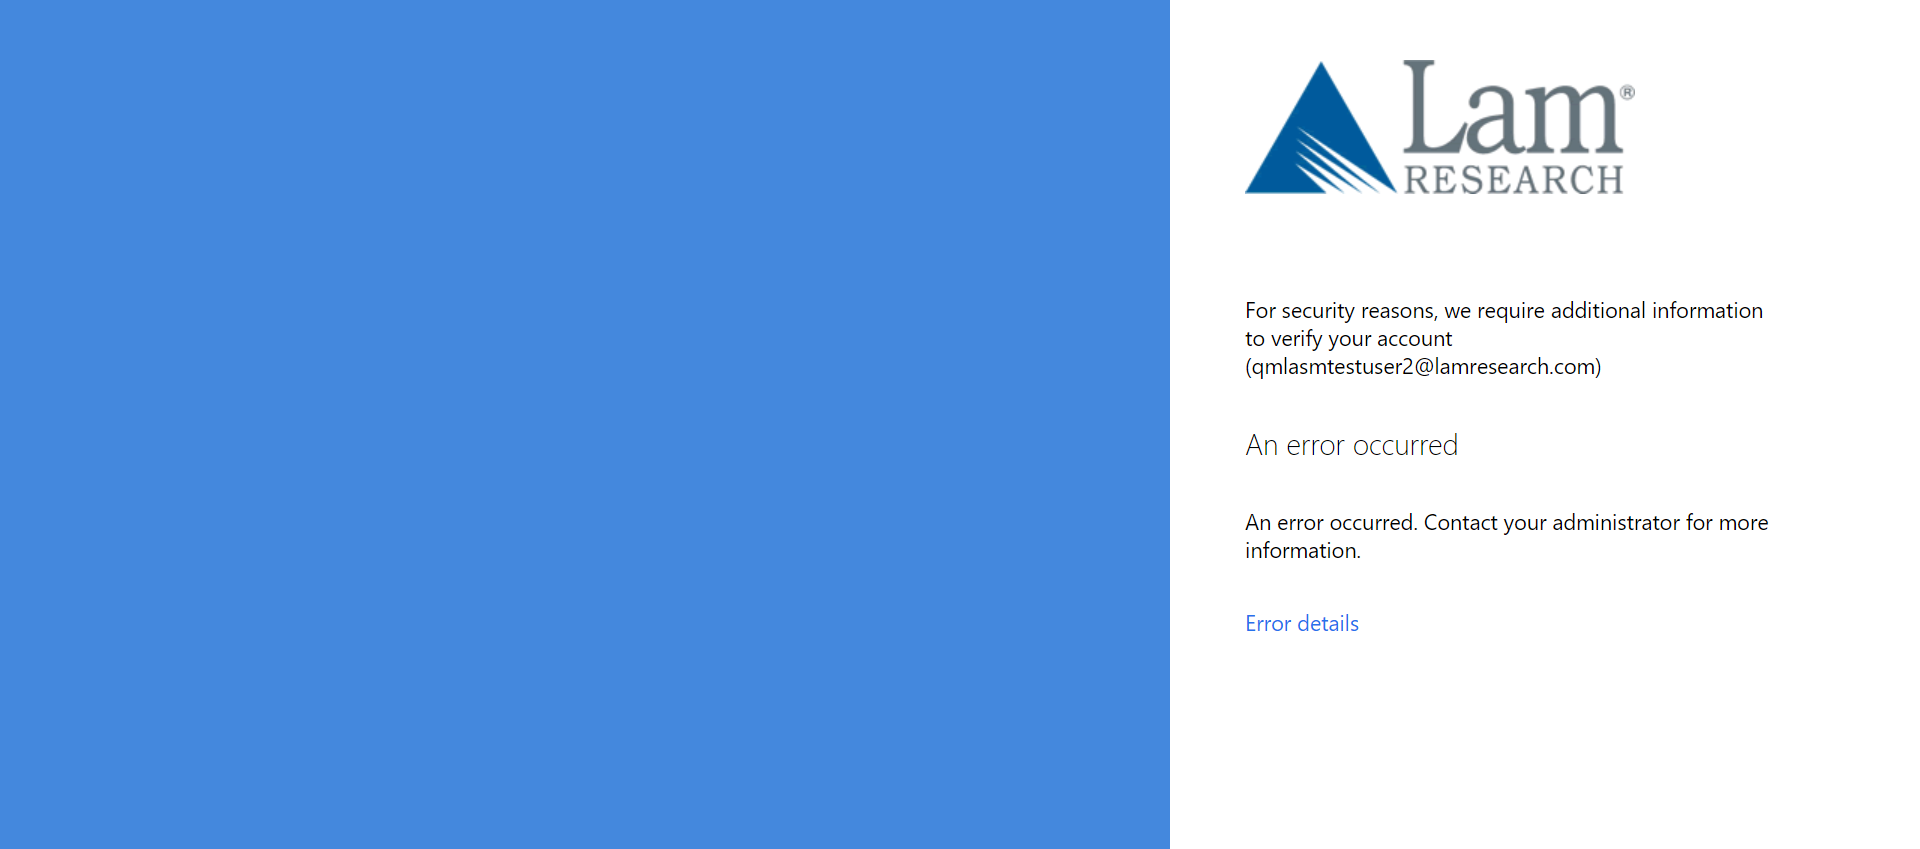 Lam®
RESEARCH
For security reasons, we require additional information
to verify your account
(qmlasmtestuser2@lamresearch.com)
An error occurred
An error occurred. Contact your administrator for more
information.
Error details